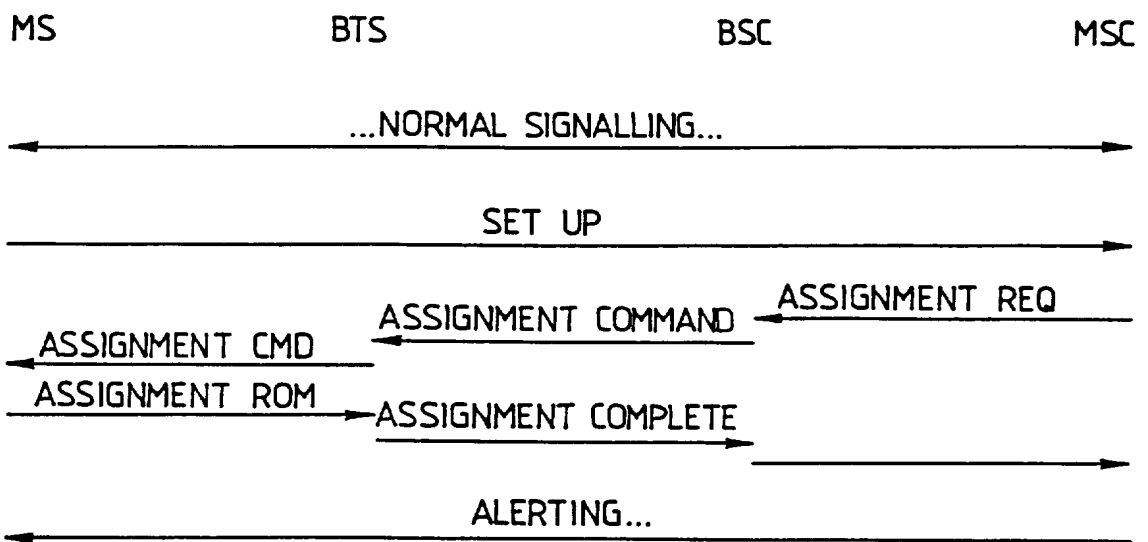 MS BTS BSC MSC
...NORMAL SIGNALLING...
SET UP
ASSIGNMENT REQ
ASSIGNMENT COMMAND
ASSIGNMENT CMD
ASSIGNMENT ROM
ASSIGNMENT COMPLETE
ALERTING...